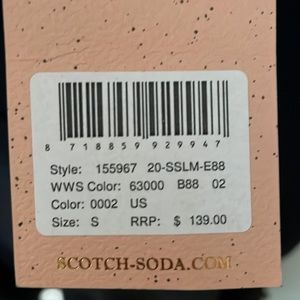 8 718859 929947
Style: 155967 20-SSLM-E88
WWS Color: 63000 B88 02
Color: 0002 US
Size: S RRP: $ 139.00
SCOTCH-SODA.COM